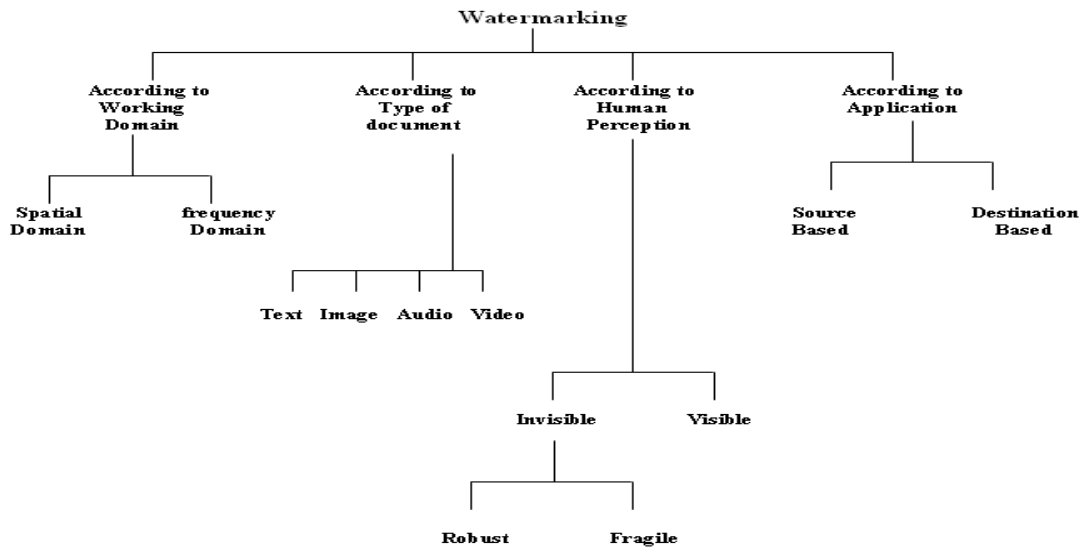 Watermarking
According to
Working
Domain
According to
Type of
document
According to
Human
Perception
According to
Application
Spatial
Domain
frequency
Domain
Source
Based
Destination
Based
Text
Image
Audio
Video
Invisible
Visible
Robust
Fragile